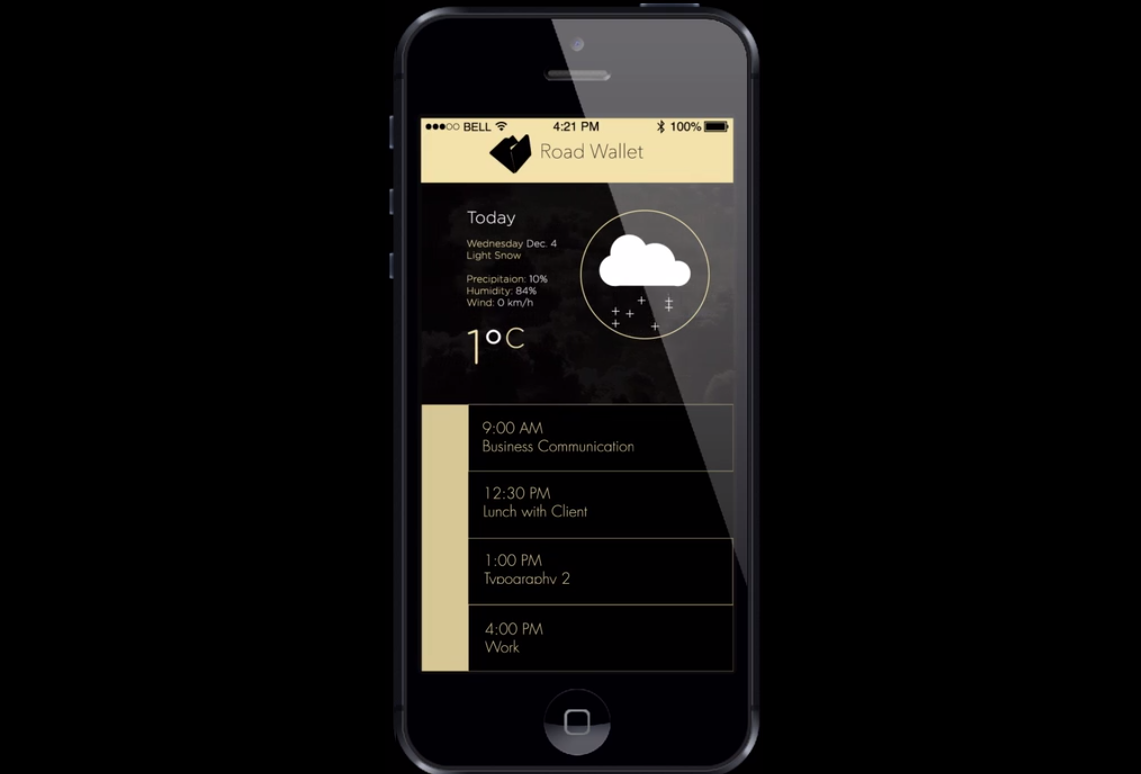 BELL 4:21 PM 100%
Road Wallet
Today
Wednesday Dec. 4
Light Snow
Precipitaion: 10%
Humidity: 84%
Wind: 0 km/h
1°C
9:00 AM
Business Communication
12:30 PM
Lunch with Client
1:00 PM
Typography 2
4:00 PM
Work